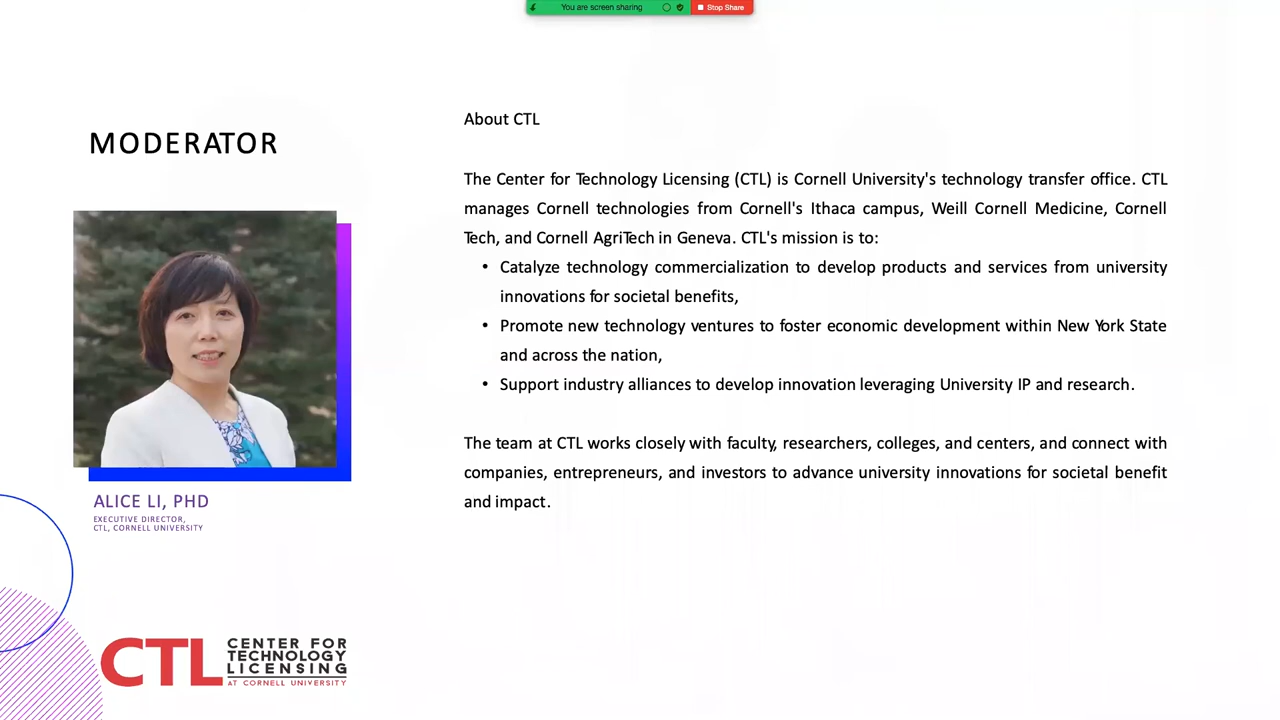 You are screen sharing
Stop Share
MODERATOR
ALICE LI, PHD
EXECUTIVE DIRECTOR,
CTL, CORNELL UNIVERSITY
CTL
CENTER FOR
TECHNOLOGY
LICENSING
AT CORNELL UNIVERSITY
About CTL
The Center for Technology Licensing (CTL) is Cornell University's technology transfer office. CTL
manages Cornell technologies from Cornell's Ithaca campus, Weill Cornell Medicine, Cornell
Tech, and Cornell AgriTech in Geneva. CTL's mission is to:
• Catalyze technology commercialization to develop products and services from university
innovations for societal benefits,
• Promote new technology ventures to foster economic development within New York State
and across the nation,
• Support industry alliances to develop innovation leveraging University IP and research.
The team at CTL works closely with faculty, researchers, colleges, and centers, and connect with
companies, entrepreneurs, and investors to advance university innovations for societal benefit
and impact.